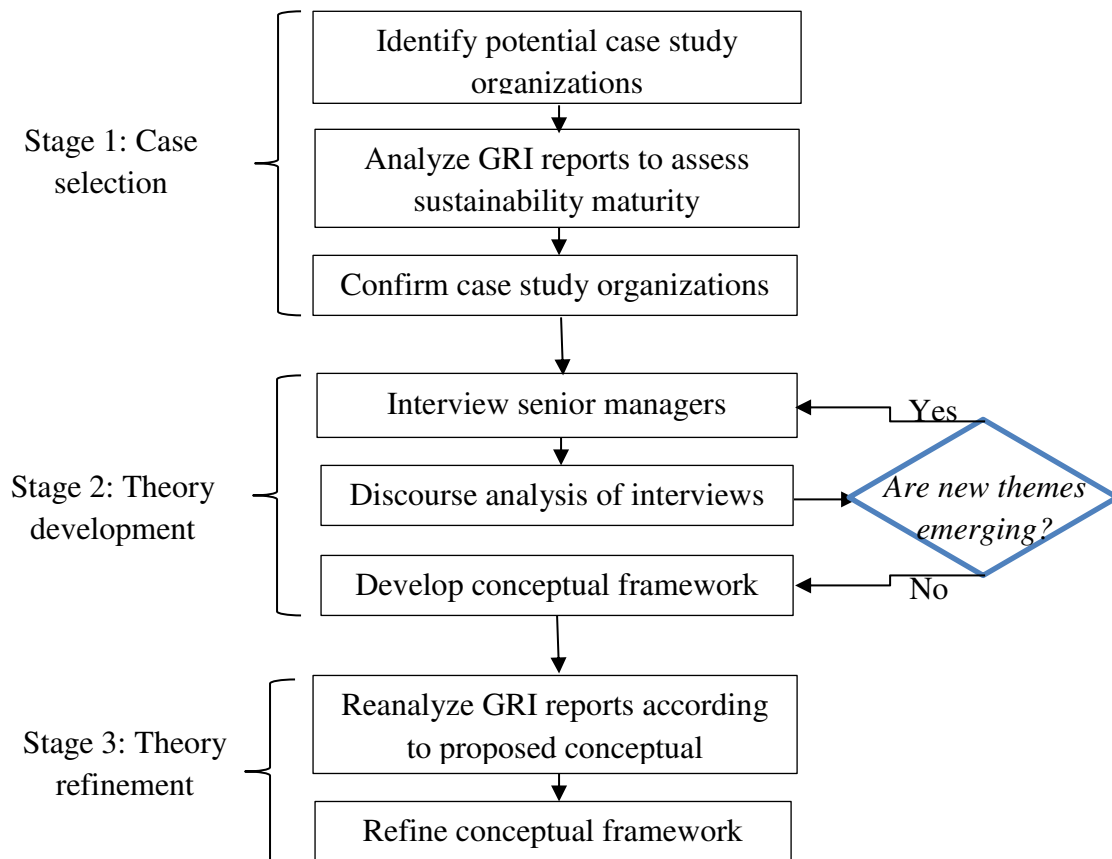 Identify potential case study
organizations
Stage 1: Case
selection
Analyze GRI reports to assess
sustainability maturity
Confirm case study organizations
Interview senior managers
Yes
Stage 2: Theory
development
Discourse analysis of interviews
Are new themes
emerging?
Develop conceptual framework
No
Stage 3: Theory
refinement
Reanalyze GRI reports according
to proposed conceptual
Refine conceptual framework